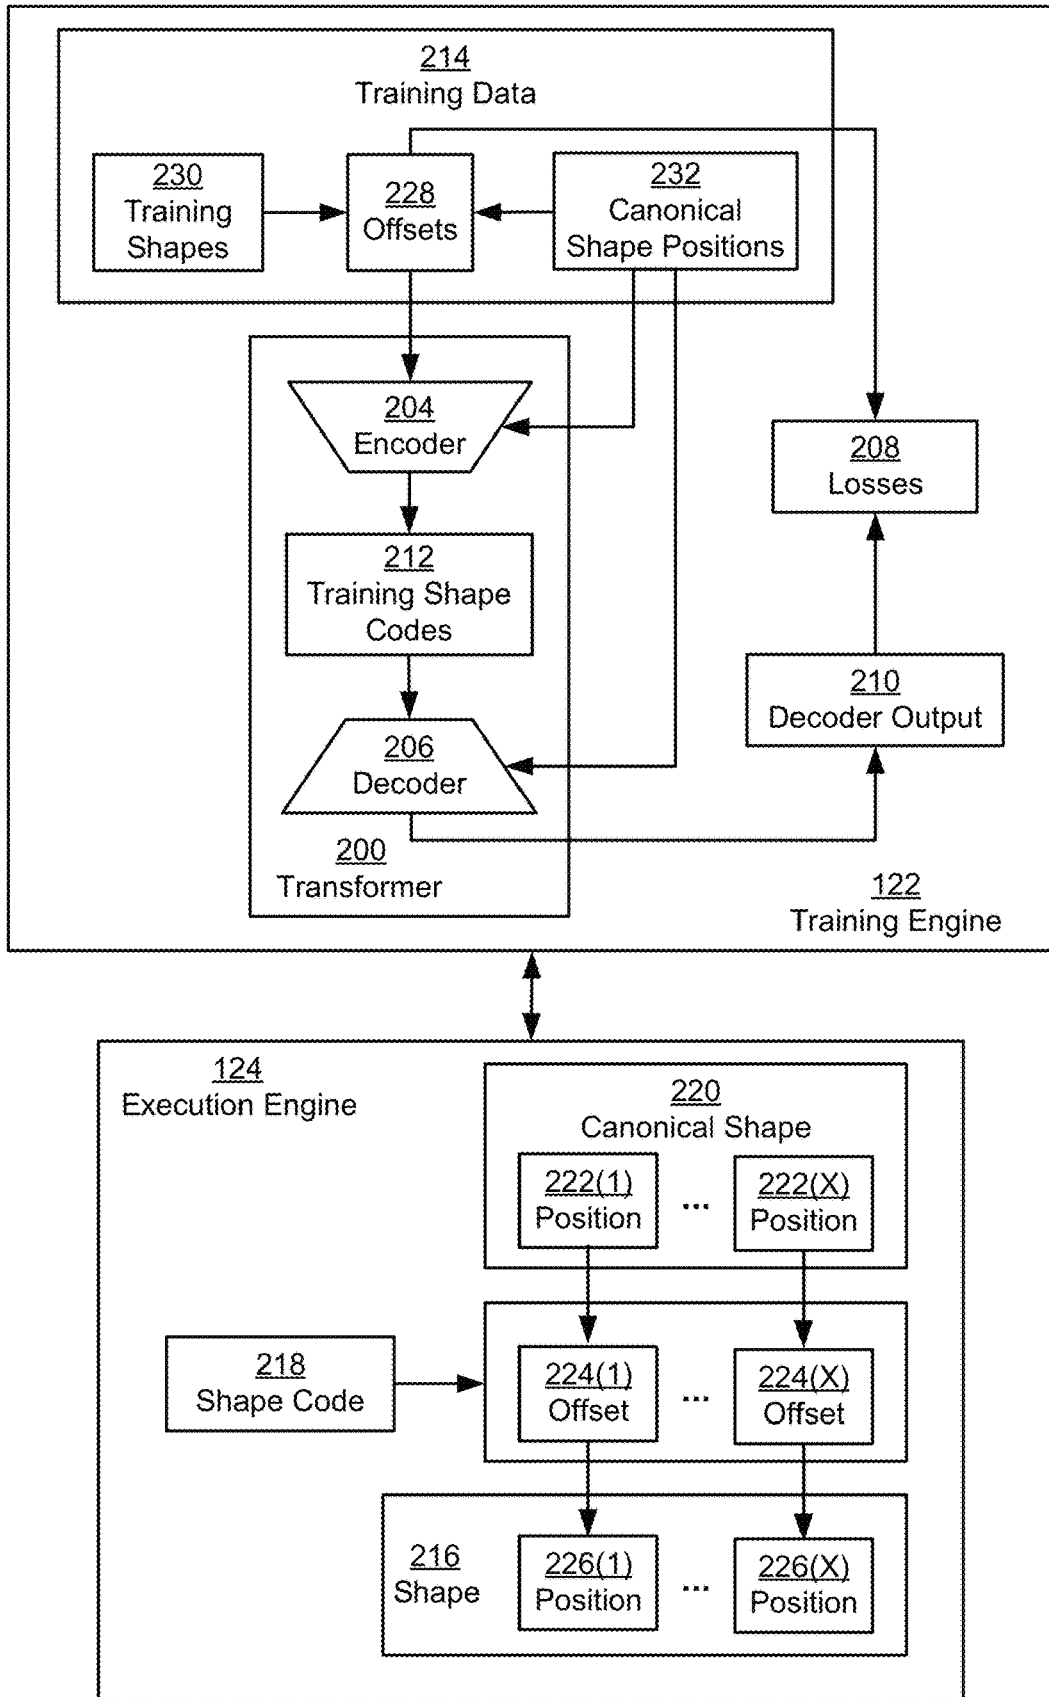 214
Training Data
230
Training
Shapes
228
Offsets
232
Canonical
Shape Positions
204
Encoder
208
Losses
212
Training Shape
Codes
210
Decoder Output
206
Decoder
200
Transformer
122
Training Engine
124
Execution Engine
220
Canonical Shape
222(1)
Position
...
222(X)
Position
218
Shape Code
224(1)
Offset
...
224(X)
Offset
216
Shape
226(1)
Position
...
226(X)
Position